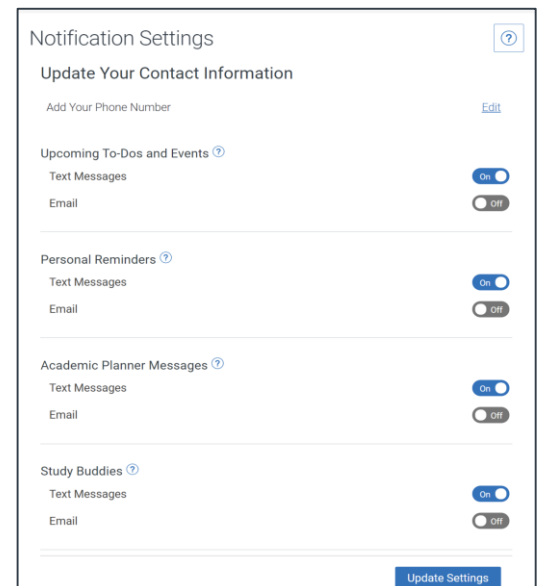 Notification Settings
?
Update Your Contact Information
Add Your Phone Number Edit
Upcoming To-Dos and Events ?
Text Messages On
Email Off
Personal Reminders ?
Text Messages On
Email Off
Academic Planner Messages ?
Text Messages On
Email Off
Study Buddies ?
Text Messages On
Email Off
Update Settings